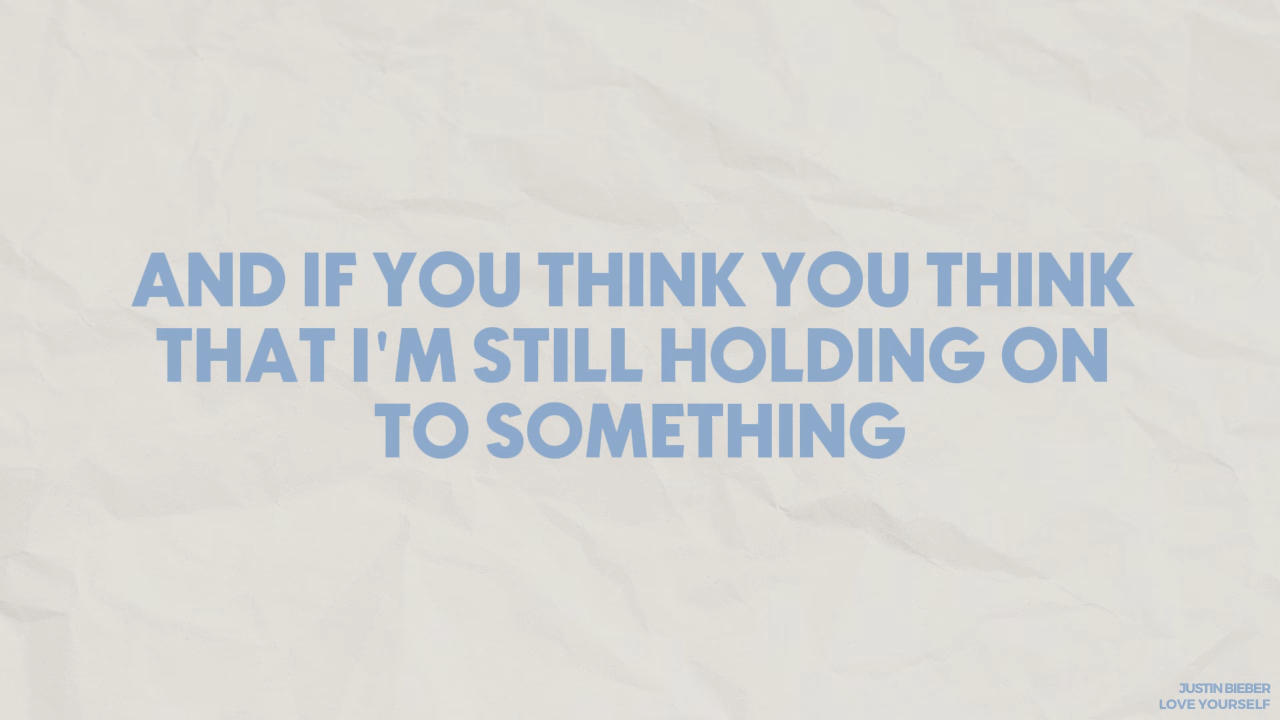 AND IF YOU THINK YOU THINK
THAT I'M STILL HOLDING ON
TO SOMETHING
JUSTIN BIEBER
LOVE YOURSELF